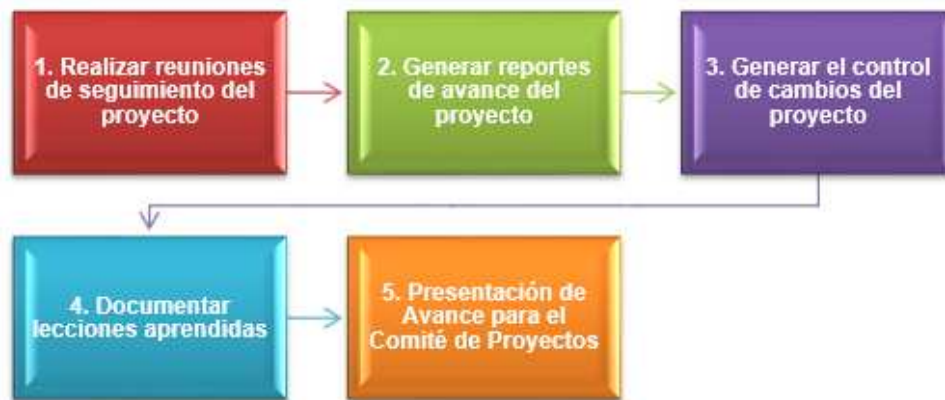 1. Realizar reuniones
de seguimiento del
proyecto
2. Generar reportes
de avance del
proyecto
3. Generar el control
de cambios del
proyecto
4. Documentar
lecciones aprendidas
5. Presentación de
Avance para el
Comité de Proyectos